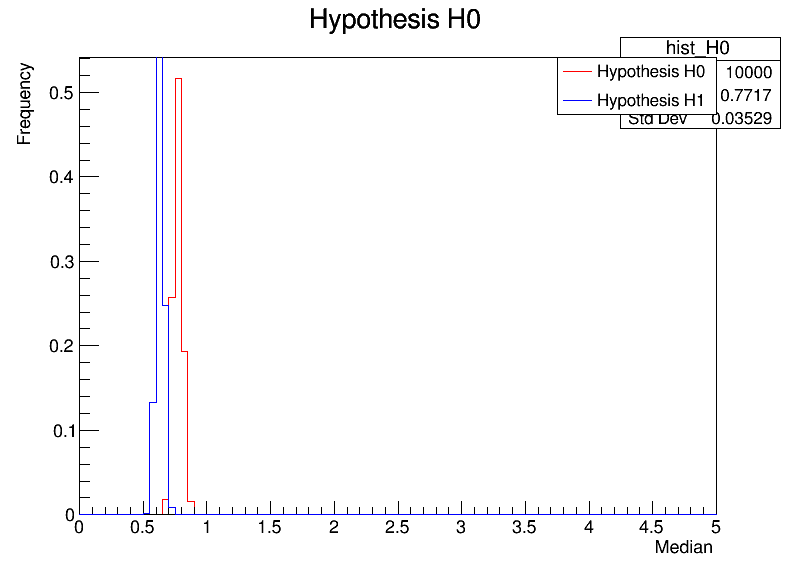 Hypothesis H0
hist_H0
Hypothesis H0 10000
Hypothesis H1 0.7717
Std Dev 0.03529
Frequency
0.5
0.4
0.3
0.2
0.1
0
0 0.5 1 1.5 2 2.5 3 3.5 4 4.5 5
Median